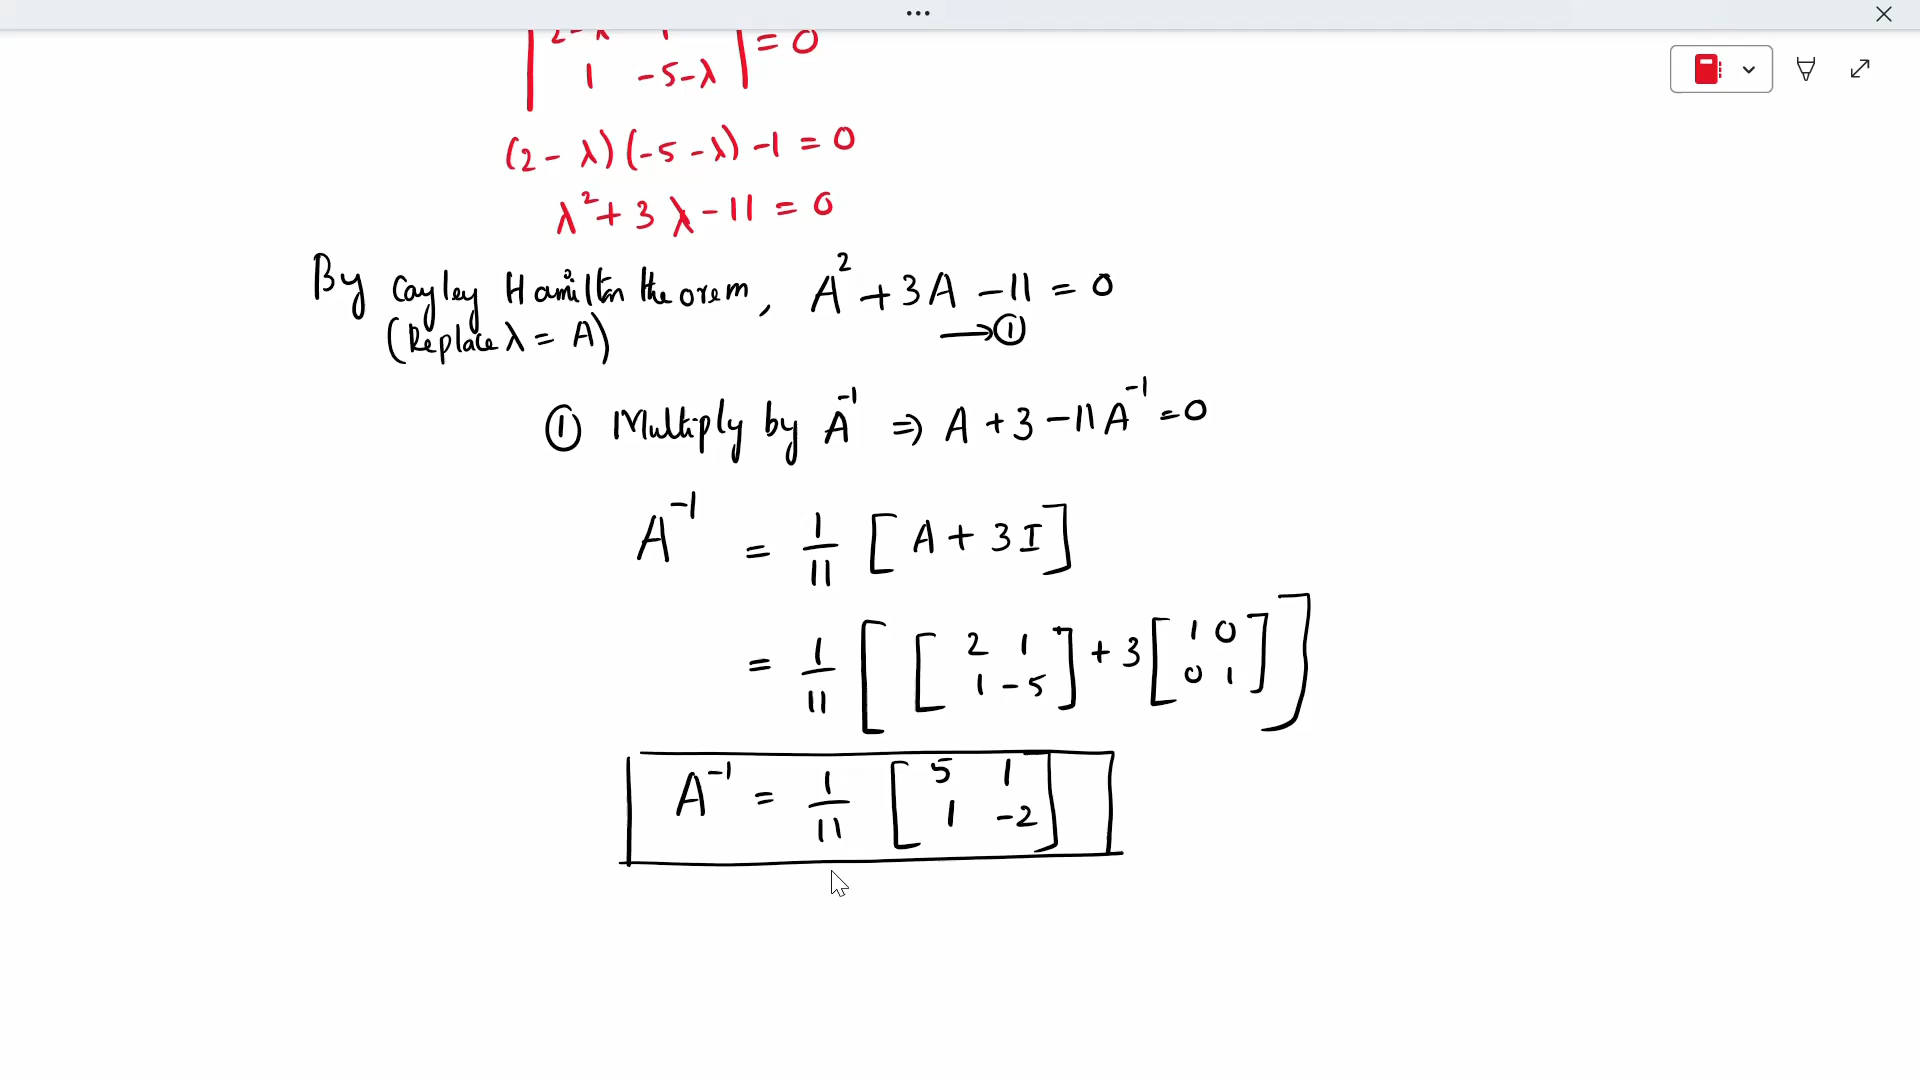 2-λ 1
1 -5-λ = 0
(2 - λ) (-5 - λ) -1 = 0
λ² + 3 λ - 11 = 0
By Cayley Hamilton theorem, A² + 3A - 11 = 0
(Replace λ = A) → ①
① Multiply by A⁻¹ ⇒ A + 3 - 11A⁻¹ = 0
A⁻¹ = 1/11 [A + 3I]
= 1/11 [ [2 1
1 -5] + 3 [1 0
0 1] ]
A⁻¹ = 1/11 [5 1
1 -2]